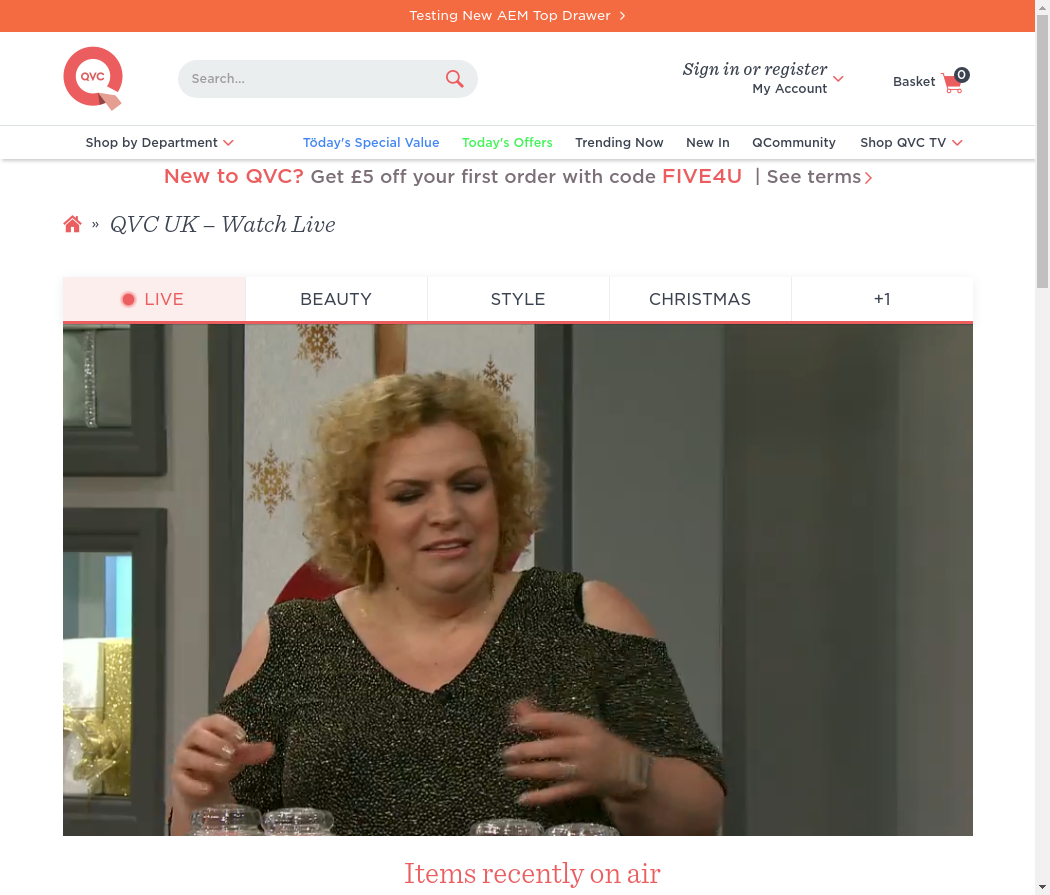 Testing New AEM Top Drawer
QVC
Search...
Sign in or register
My Account
Basket 0
Shop by Department Töday's Special Value Today's Offers Trending Now New In QCommunity Shop QVC TV
New to QVC? Get £5 off your first order with code FIVE4U | See terms
» QVC UK – Watch Live
LIVE BEAUTY STYLE CHRISTMAS +1
Items recently on air